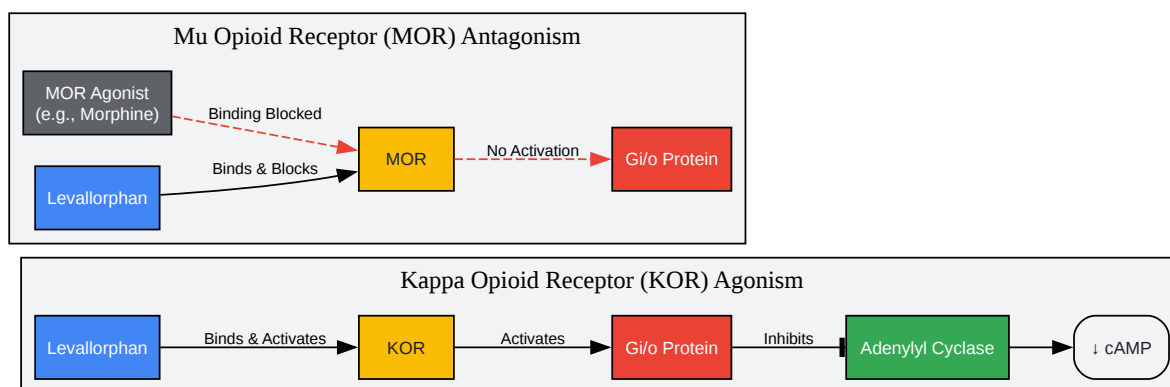 Mu Opioid Receptor (MOR) Antagonism
MOR Agonist
(e.g., Morphine)
Binding Blocked
Levallorphan
Binds & Blocks
MOR
No Activation
Gi/o Protein
Kappa Opioid Receptor (KOR) Agonism
Levallorphan
Binds & Activates
KOR
Activates
Gi/o Protein
Inhibits
Adenylyl Cyclase
↓ cAMP